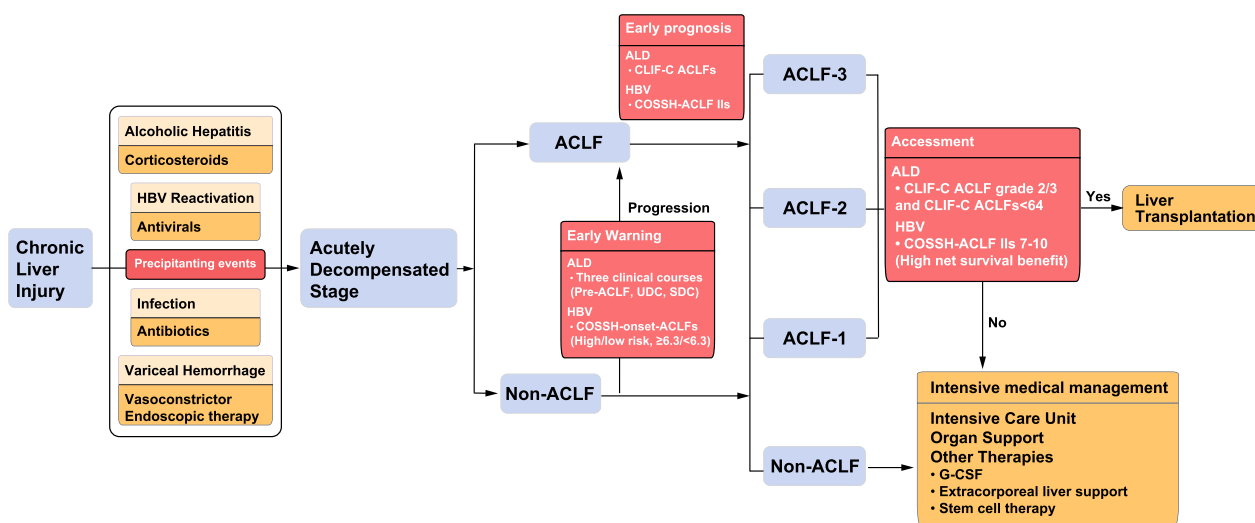 Chronic
Liver
Injury
Alcoholic Hepatitis
Corticosteroids
HBV Reactivation
Antivirals
Precipitanting events
Infection
Antibiotics
Variceal Hemorrhage
Vasoconstrictor
Endoscopic therapy
Acutely
Decompensated
Stage
ACLF
Progression
Early Warning
ALD
· Three clinical courses
(Pre-ACLF, UDC, SDC)
HBV
· COSSH-onset-ACLFs
(High/low risk, ≥6.3/<6.3)
Non-ACLF
Early prognosis
ALD
· CLIF-C ACLFs
HBV
· COSSH-ACLF IIs
ACLF-3
ACLF-2
ACLF-1
Non-ACLF
Accessment
ALD
• CLIF-C ACLF grade 2/3
and CLIF-C ACLFs<64
HBV
• COSSH-ACLF IIs 7-10
(High net survival benefit)
Yes
Liver
Transplantation
No
Intensive medical management
Intensive Care Unit
Organ Support
Other Therapies
• G-CSF
• Extracorporeal liver support
• Stem cell therapy